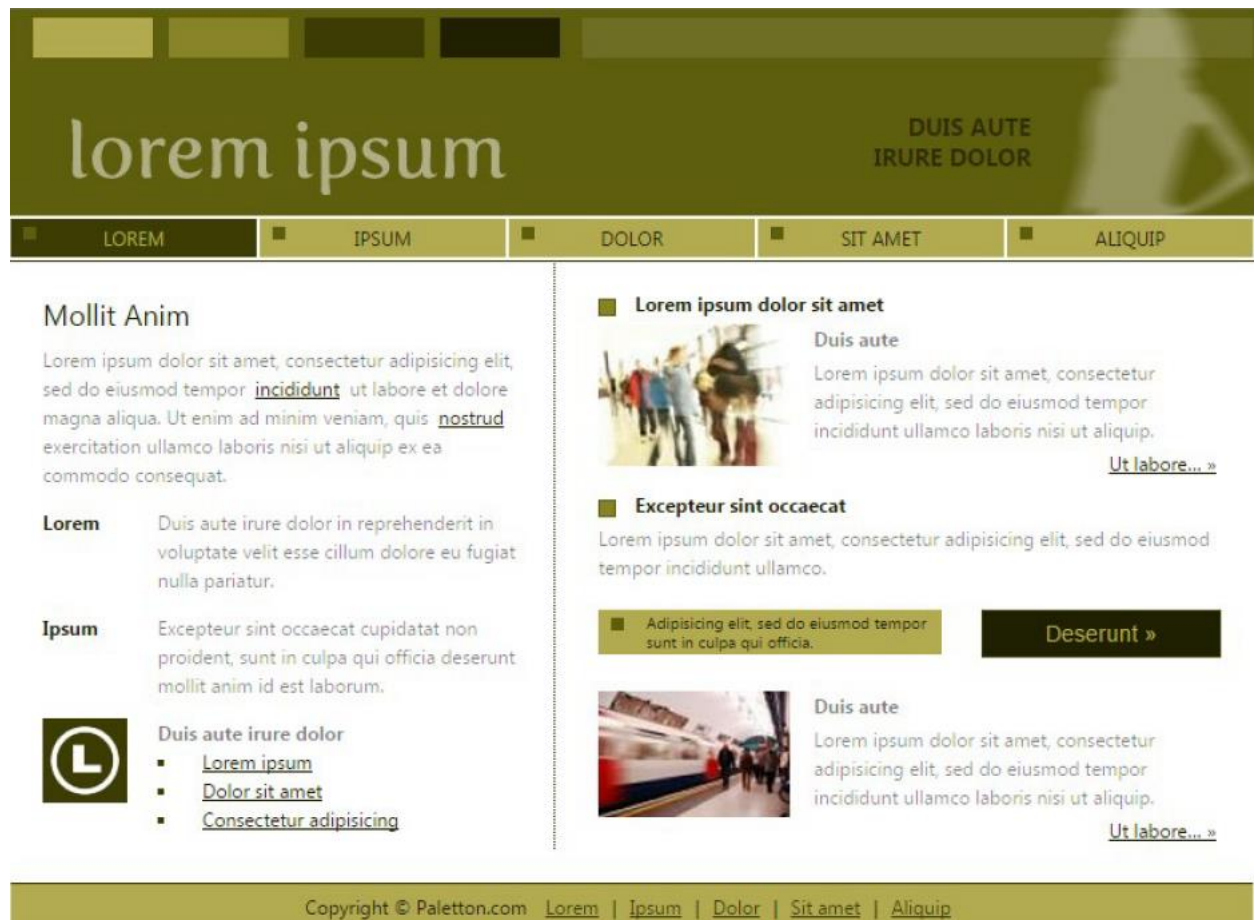 lorem ipsum
DUIS AUTE
IRURE DOLOR
LOREM
IPSUM
DOLOR
SIT AMET
ALIQUIP
Mollit Anim
Lorem ipsum dolor sit amet, consectetur adipisicing elit,
sed do eiusmod tempor incididunt ut labore et dolore
magna aliqua. Ut enim ad minim veniam, quis nostrud
exercitation ullamco laboris nisi ut aliquip ex ea
commodo consequat.
Lorem
Duis aute irure dolor in reprehenderit in
voluptate velit esse cillum dolore eu fugiat
nulla pariatur.
Ipsum
Excepteur sint occaecat cupidatat non
proident, sunt in culpa qui officia deserunt
mollit anim id est laborum.
L
Duis aute irure dolor
Lorem ipsum
Dolor sit amet
Consectetur adipisicing
Lorem ipsum dolor sit amet
Duis aute
Lorem ipsum dolor sit amet, consectetur
adipisicing elit, sed do eiusmod tempor
incididunt ullamco laboris nisi ut aliquip.
Ut labore... »
Excepteur sint occaecat
Lorem ipsum dolor sit amet, consectetur adipisicing elit, sed do eiusmod
tempor incididunt ullamco.
Adipisicing elit, sed do eiusmod tempor
sunt in culpa qui officia.
Deserunt »
Duis aute
Lorem ipsum dolor sit amet, consectetur
adipisicing elit, sed do eiusmod tempor
incididunt ullamco laboris nisi ut aliquip.
Ut labore... »
Copyright © Paletton.com Lorem | Ipsum | Dolor | Sit amet | Aliquip